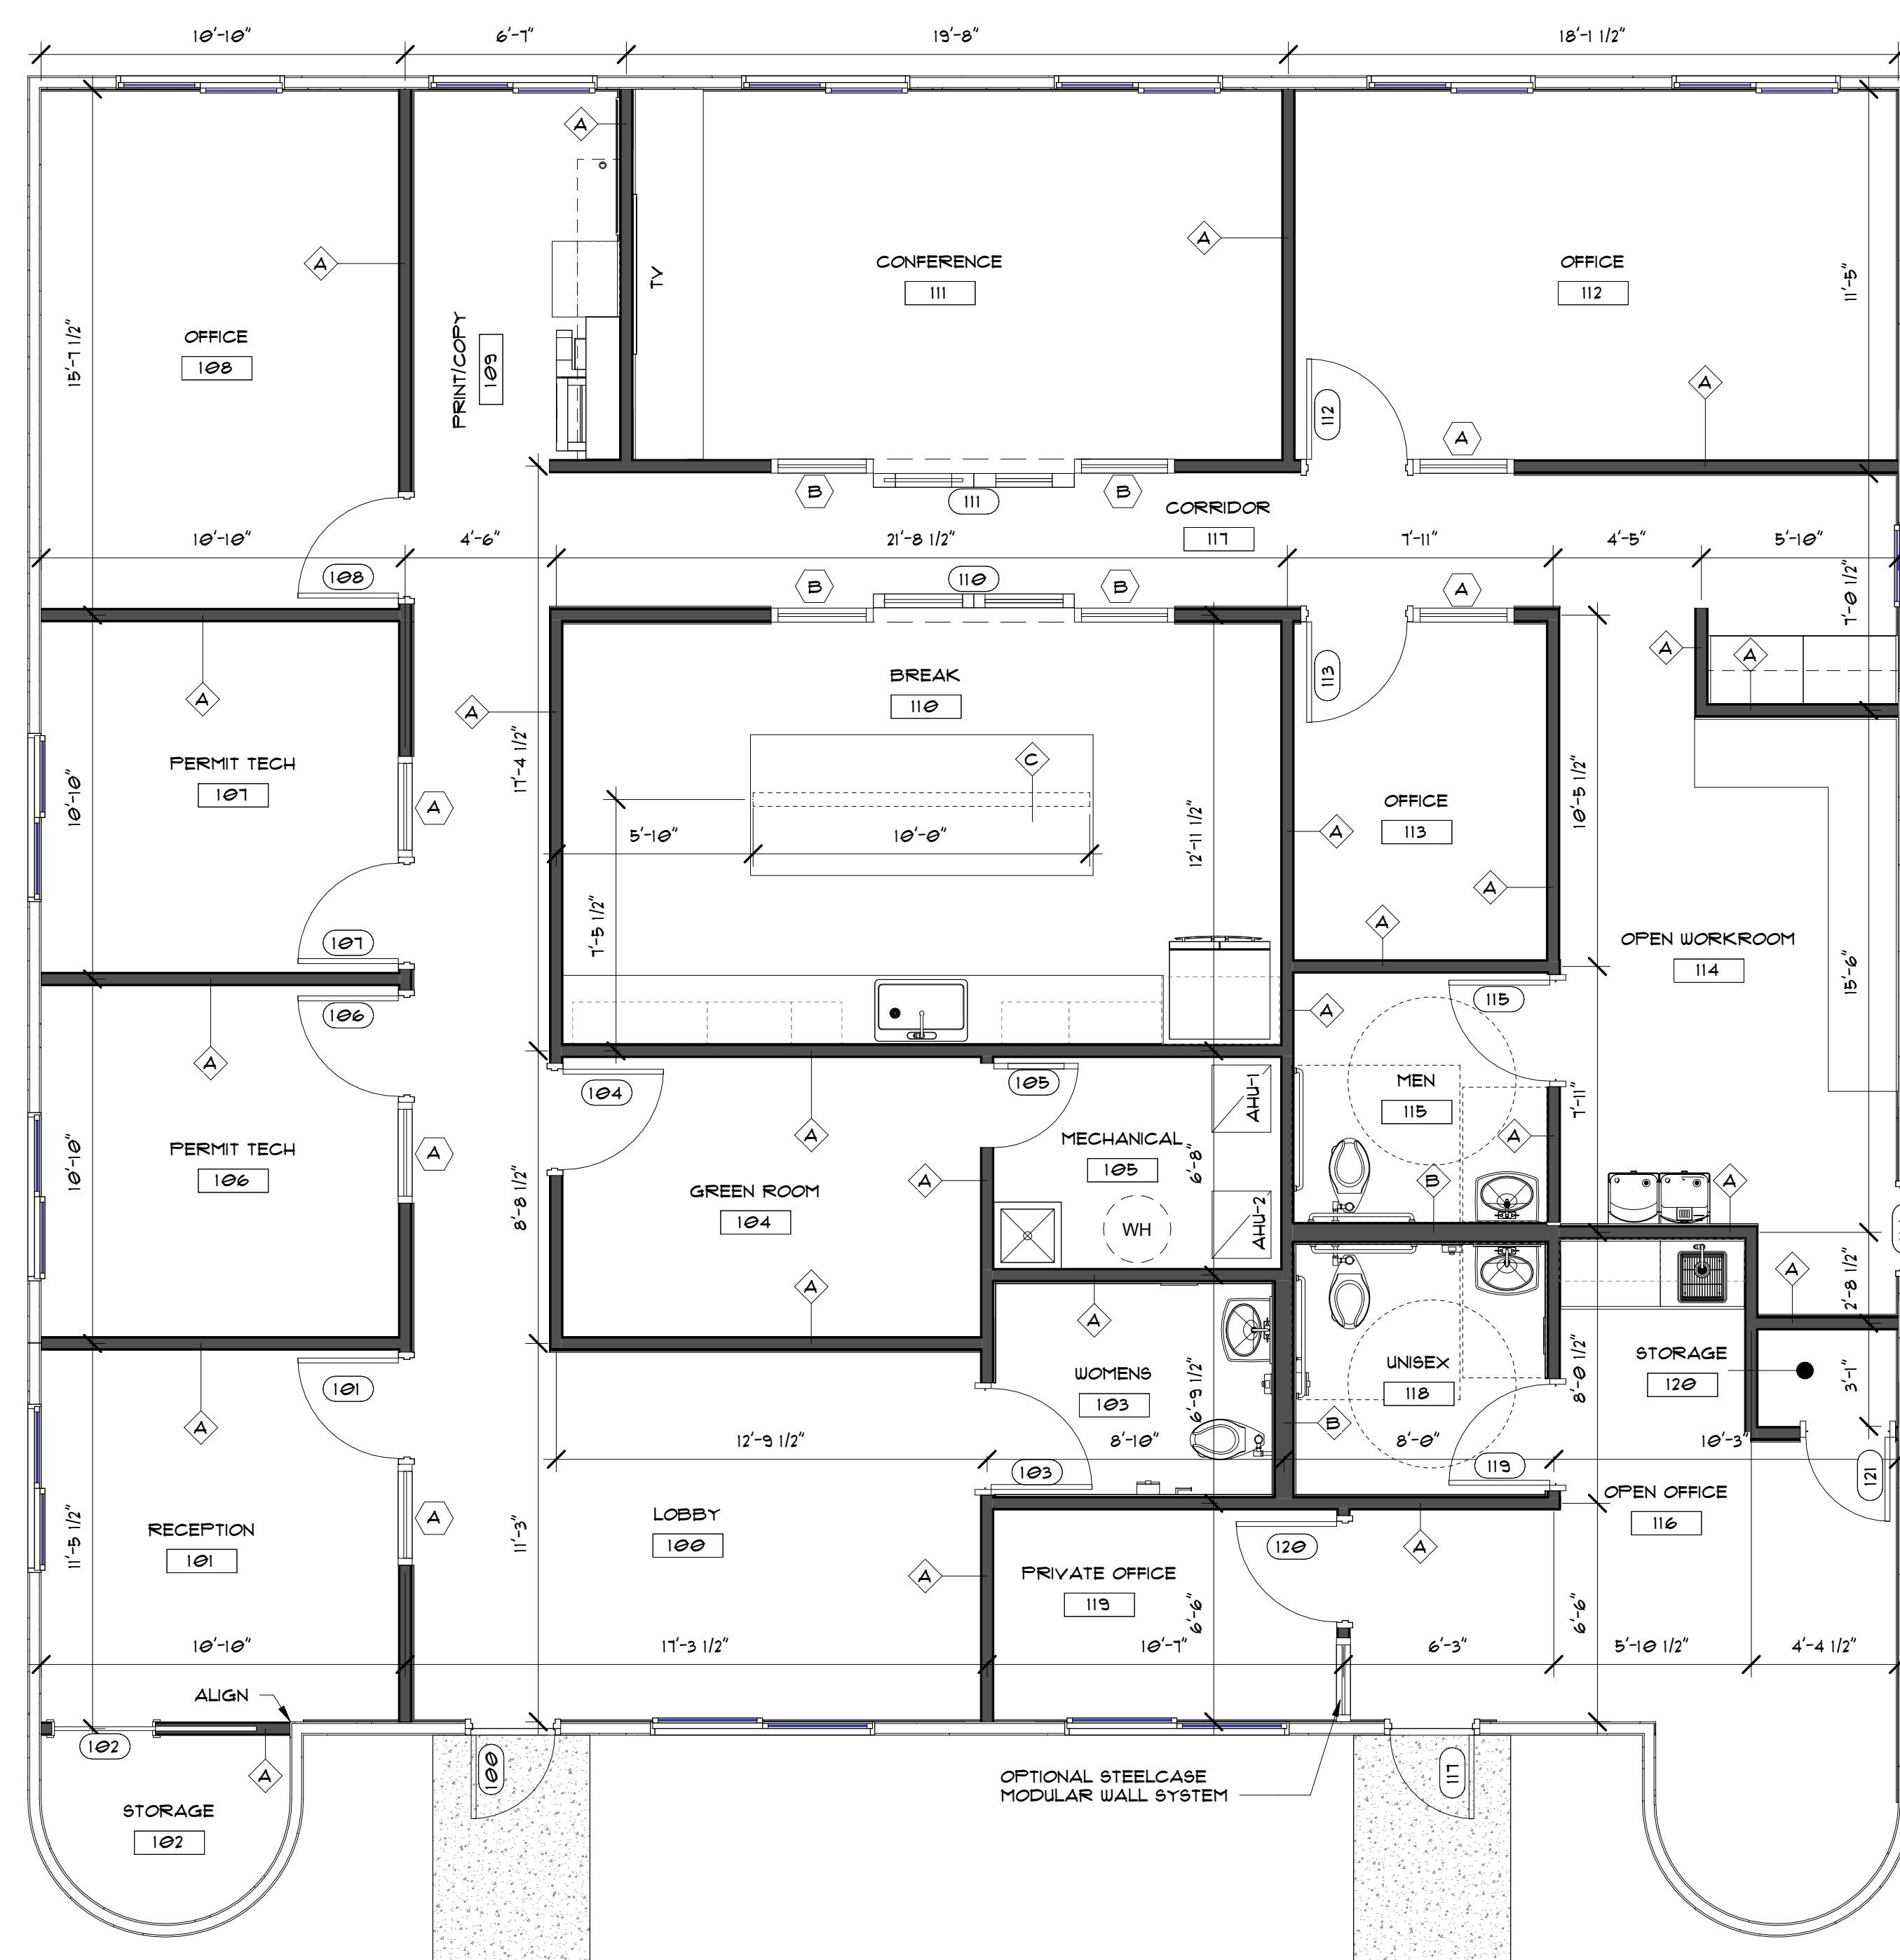 10'-10" 6'-7" 19'-8" 18'-1 1/2"
A
A
A
CONFERENCE
111
OFFICE
112
11'-5"
TV
OFFICE
108
15'-7 1/2"
PRINT/COPY
109
112
A
A
B
111
B
CORRIDOR
117
10'-10" 4'-6" 21'-8 1/2" 7'-11" 4'-5" 5'-10"
108
B
110
B
A
7'-0 1/2"
A
A
A
A
BREAK
110
113
PERMIT TECH
107
10'-10"
A
17'-4 1/2"
C
5'-10" 10'-0"
12'-11 1/2"
7'-5 1/2"
OFFICE
113
A
A
A
10'-5 1/2"
OPEN WORKROOM
114
15'-6"
107
106
A
104
105
A
115
A
MEN
115
A
7'-11"
AHU-1
MECHANICAL
105
6'-8"
A
PERMIT TECH
106
10'-10"
A
8'-8 1/2"
GREEN ROOM
104
A
WH
AHU-2
B
A
A
A
A
2'-8 1/2"
101
A
WOMENS
103
6'-9 1/2"
UNISEX
118
8'-0 1/2"
STORAGE
120
3'-1"
12'-9 1/2" 8'-10" B 8'-0" 10'-3"
103
119
121
RECEPTION
101
11'-5 1/2"
A
11'-3"
LOBBY
100
A
120
A
OPEN OFFICE
116
PRIVATE OFFICE
119
6'-6"
6'-6"
10'-10" 17'-3 1/2" 10'-7" 6'-3" 5'-10 1/2" 4'-4 1/2"
ALIGN
102
A
100
117
OPTIONAL STEELCASE
MODULAR WALL SYSTEM
STORAGE
102